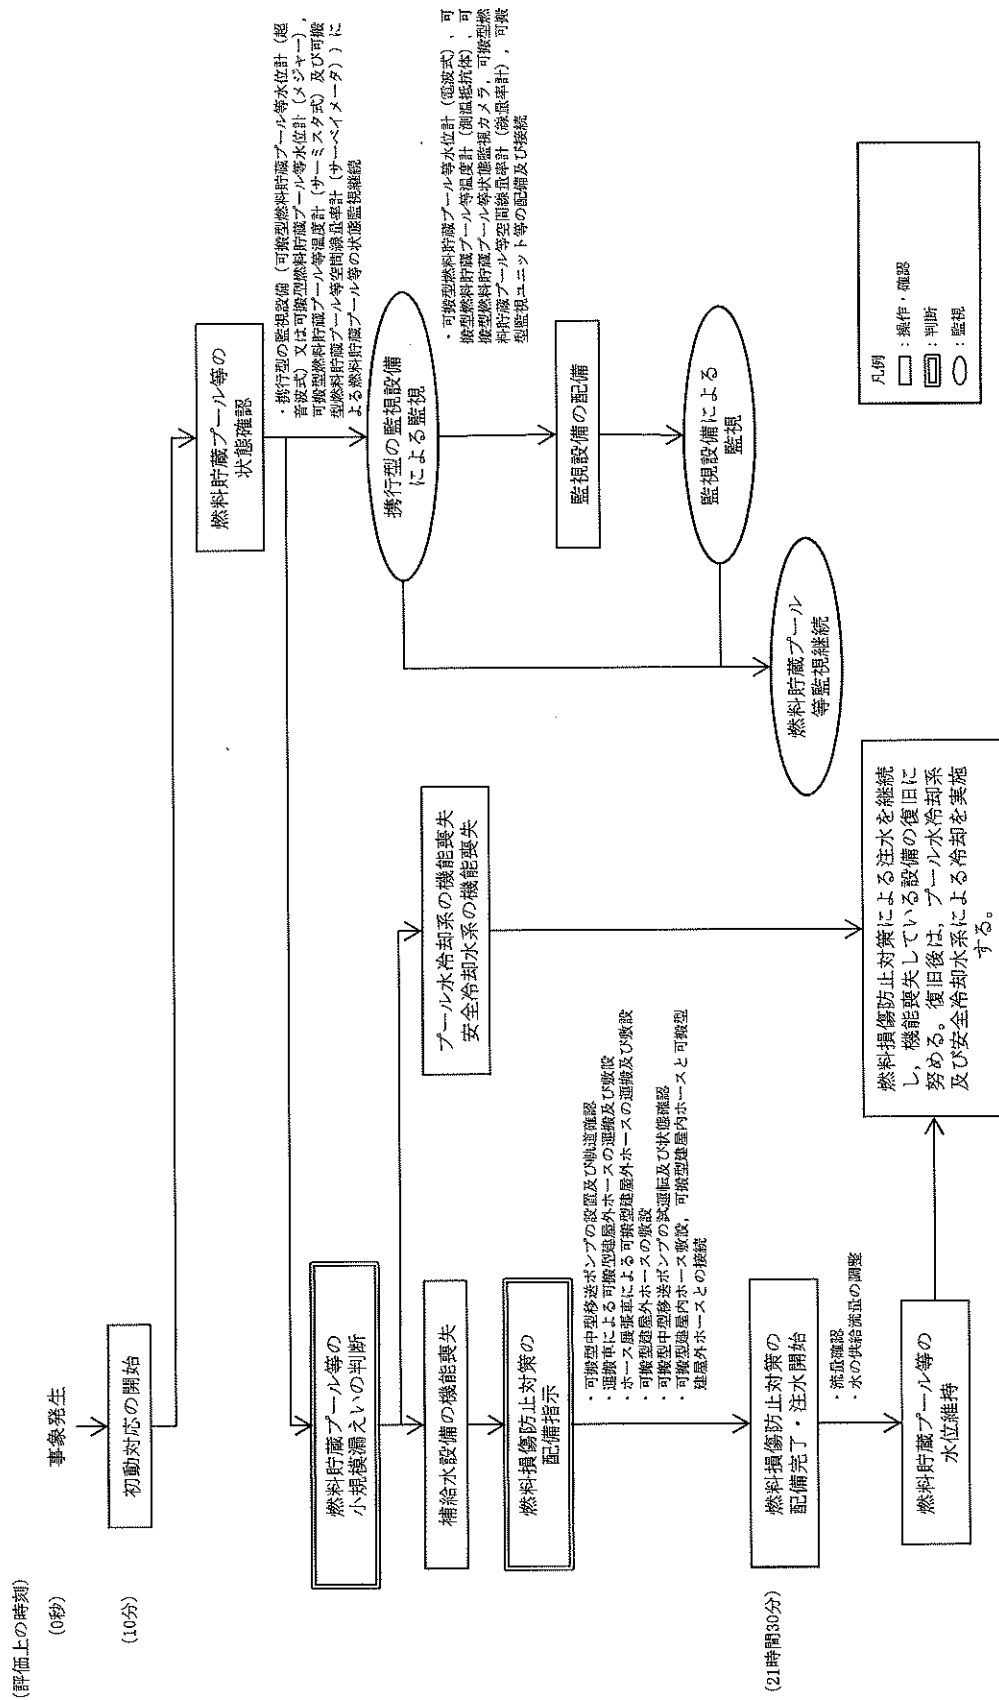 (評価上の時刻)
(0秒)
事象発生
(10分)
初動対応の開始
燃料貯蔵プール等の
状態確認
・携行型の監視設備（可搬型燃料貯蔵プール等水位計（超
音波式）又は可搬型燃料貯蔵プール等水位計（メジャー），
可搬型燃料貯蔵プール等温度計（サーミスタ式）及び可搬
型燃料貯蔵プール等空間線量率計（サーベイメータ））に
よる燃料貯蔵プール等の状態監視継続
燃料貯蔵プール等の
小規模漏えいの判断
携行型の監視設備
による監視
補給水設備の機能喪失
プール水冷却系の機能喪失
安全冷却水系の機能喪失
・可搬型燃料貯蔵プール等水位計（電波式），可
搬型燃料貯蔵プール等温度計（測温抵抗体），可
搬型燃料貯蔵プール等状態監視カメラ，可搬型燃
料貯蔵プール等空間線量率計（線量率計），可搬
型監視ユニット等の配備及び接続
燃料損傷防止対策の
配備指示
監視設備の配備
・可搬型中型移送ポンプの設置及び軌道確認
・運搬車による可搬型建屋外ホースの運搬及び敷設
・ホース展張車による可搬型建屋外ホースの運搬及び敷設
・可搬型建屋外ホースの敷設
・可搬型中型移送ポンプの試運転及び状態確認
・可搬型建屋内ホース敷設，可搬型建屋内ホースと可搬型
建屋外ホースとの接続
監視設備による
監視
(21時間30分)
燃料損傷防止対策の
配備完了・注水開始
燃料貯蔵プール
等監視継続
・流量確認
・水の供給流量の調整
燃料貯蔵プール等の
水位維持
燃料損傷防止対策による注水を継続
し，機能喪失している設備の復旧に
努める。復旧後は，プール水冷却系
及び安全冷却水系による冷却を実施
する。
凡例
：操作・確認
：判断
：監視